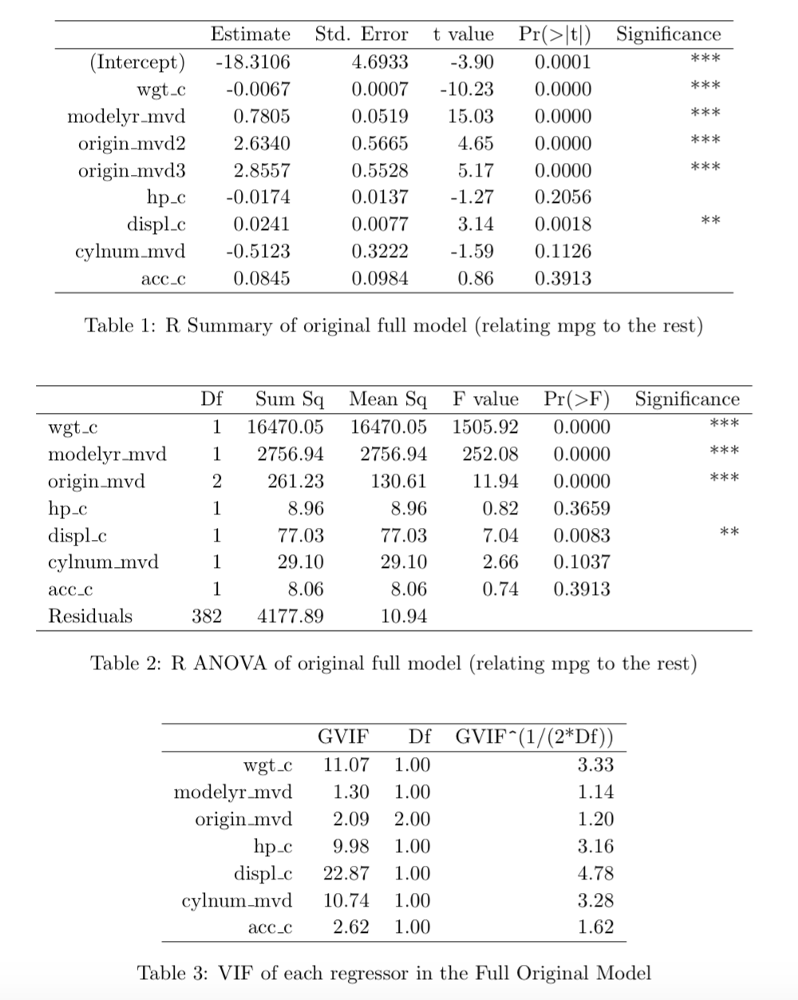 Estimate Std. Error t value Pr(>|t|) Significance
(Intercept) -18.3106 4.6933 -3.90 0.0001 ***
wgt_c -0.0067 0.0007 -10.23 0.0000 ***
modelyr_mvd 0.7805 0.0519 15.03 0.0000 ***
origin_mvd2 2.6340 0.5665 4.65 0.0000 ***
origin_mvd3 2.8557 0.5528 5.17 0.0000 ***
hp_c -0.0174 0.0137 -1.27 0.2056
displ_c 0.0241 0.0077 3.14 0.0018 **
cylnum_mvd -0.5123 0.3222 -1.59 0.1126
acc_c 0.0845 0.0984 0.86 0.3913
Table 1: R Summary of original full model (relating mpg to the rest)
Df Sum Sq Mean Sq F value Pr(>F) Significance
wgt_c 1 16470.05 16470.05 1505.92 0.0000 ***
modelyr_mvd 1 2756.94 2756.94 252.08 0.0000 ***
origin_mvd 2 261.23 130.61 11.94 0.0000 ***
hp_c 1 8.96 8.96 0.82 0.3659
displ_c 1 77.03 77.03 7.04 0.0083 **
cylnum_mvd 1 29.10 29.10 2.66 0.1037
acc_c 1 8.06 8.06 0.74 0.3913
Residuals 382 4177.89 10.94
Table 2: R ANOVA of original full model (relating mpg to the rest)
GVIF Df GVIF^(1/(2*Df))
wgt_c 11.07 1.00 3.33
modelyr_mvd 1.30 1.00 1.14
origin_mvd 2.09 2.00 1.20
hp_c 9.98 1.00 3.16
displ_c 22.87 1.00 4.78
cylnum_mvd 10.74 1.00 3.28
acc_c 2.62 1.00 1.62
Table 3: VIF of each regressor in the Full Original Model